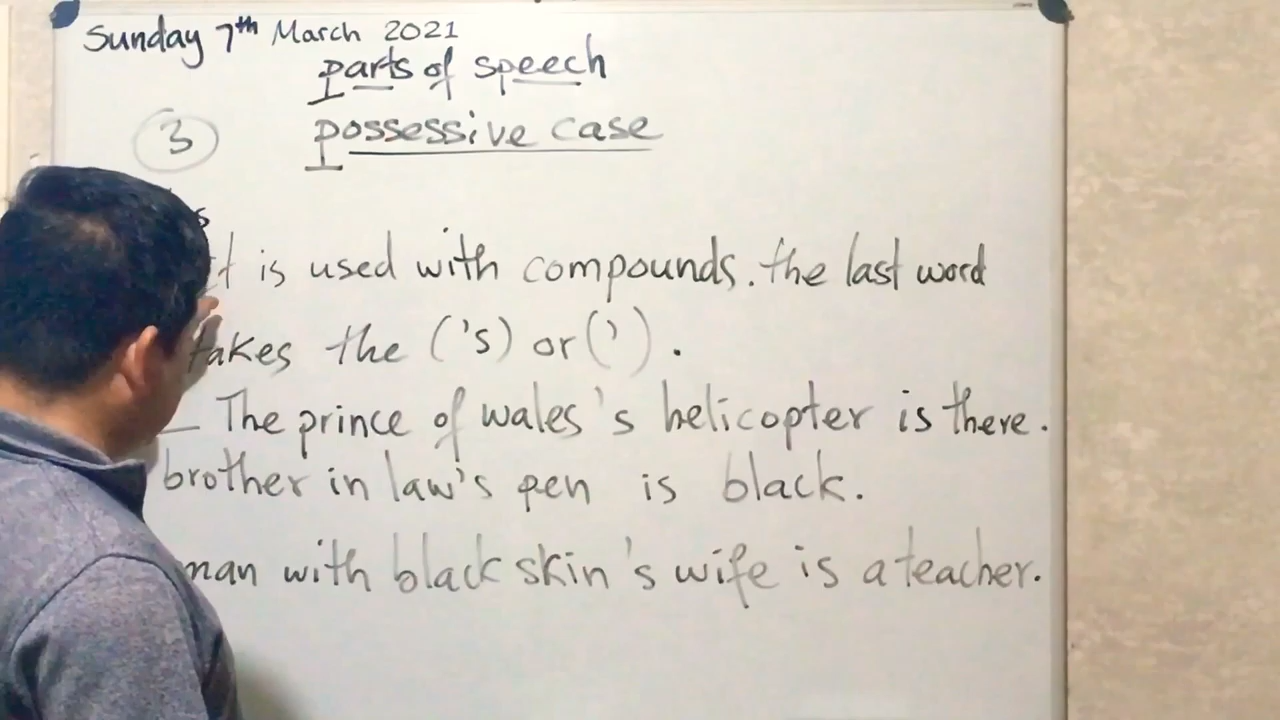 Sunday 7th March 2021
parts of speech
3
possessive case
It is used with compounds. the last word
takes the ('s) or (').
_ The prince of wales's helicopter is there.
brother in law's pen is black.
man with black skin's wife is a teacher.